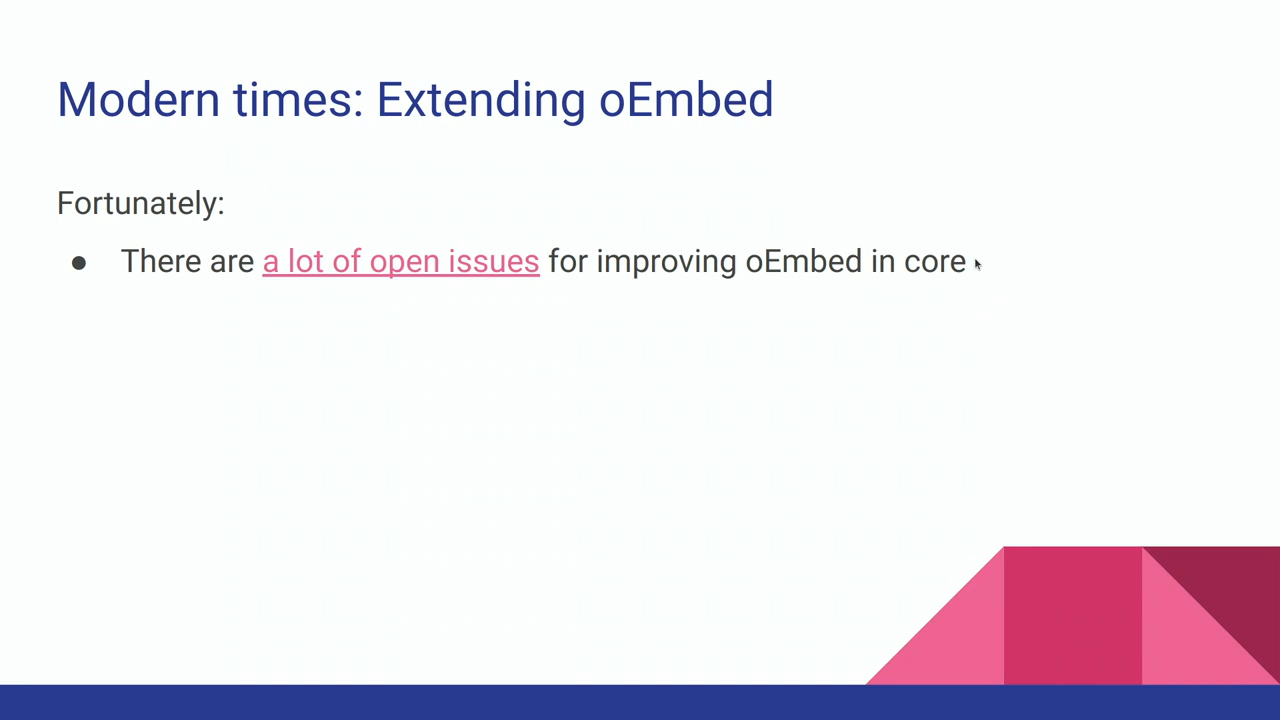 Modern times: Extending oEmbed
Fortunately:
● There are a lot of open issues for improving oEmbed in core